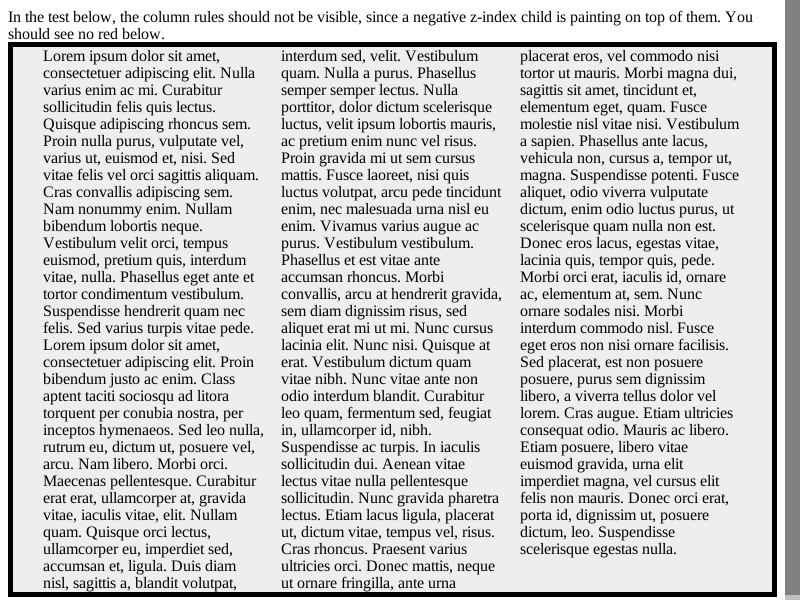 In the test below, the column rules should not be visible, since a negative z-index child is painting on top of them. You
should see no red below.
Lorem ipsum dolor sit amet,
consectetuer adipiscing elit. Nulla
varius enim ac mi. Curabitur
sollicitudin felis quis lectus.
Quisque adipiscing rhoncus sem.
Proin nulla purus, vulputate vel,
varius ut, euismod et, nisi. Sed
vitae felis vel orci sagittis aliquam.
Cras convallis adipiscing sem.
Nam nonummy enim. Nullam
bibendum lobortis neque.
Vestibulum velit orci, tempus
euismod, pretium quis, interdum
vitae, nulla. Phasellus eget ante et
tortor condimentum vestibulum.
Suspendisse hendrerit quam nec
felis. Sed varius turpis vitae pede.
Lorem ipsum dolor sit amet,
consectetuer adipiscing elit. Proin
bibendum justo ac enim. Class
aptent taciti sociosqu ad litora
torquent per conubia nostra, per
inceptos hymenaeos. Sed leo nulla,
rutrum eu, dictum ut, posuere vel,
arcu. Nam libero. Morbi orci.
Maecenas pellentesque. Curabitur
erat erat, ullamcorper at, gravida
vitae, iaculis vitae, elit. Nullam
quam. Quisque orci lectus,
ullamcorper eu, imperdiet sed,
accumsan et, ligula. Duis diam
nisl, sagittis a, blandit volutpat,
interdum sed, velit. Vestibulum
quam. Nulla a purus. Phasellus
semper semper lectus. Nulla
porttitor, dolor dictum scelerisque
luctus, velit ipsum lobortis mauris,
ac pretium enim nunc vel risus.
Proin gravida mi ut sem cursus
mattis. Fusce laoreet, nisi quis
luctus volutpat, arcu pede tincidunt
enim, nec malesuada urna nisl eu
enim. Vivamus varius augue ac
purus. Vestibulum vestibulum.
Phasellus et est vitae ante
accumsan rhoncus. Morbi
convallis, arcu at hendrerit gravida,
sem diam dignissim risus, sed
aliquet erat mi ut mi. Nunc cursus
lacinia elit. Nunc nisi. Quisque at
erat. Vestibulum dictum quam
vitae nibh. Nunc vitae ante non
odio interdum blandit. Curabitur
leo quam, fermentum sed, feugiat
in, ullamcorper id, nibh.
Suspendisse ac turpis. In iaculis
sollicitudin dui. Aenean vitae
lectus vitae nulla pellentesque
sollicitudin. Nunc gravida pharetra
lectus. Etiam lacus ligula, placerat
ut, dictum vitae, tempus vel, risus.
Cras rhoncus. Praesent varius
ultricies orci. Donec mattis, neque
ut ornare fringilla, ante urna
placerat eros, vel commodo nisi
tortor ut mauris. Morbi magna dui,
sagittis sit amet, tincidunt et,
elementum eget, quam. Fusce
molestie nisl vitae nisi. Vestibulum
a sapien. Phasellus ante lacus,
vehicula non, cursus a, tempor ut,
magna. Suspendisse potenti. Fusce
aliquet, odio viverra vulputate
dictum, enim odio luctus purus, ut
scelerisque quam nulla non est.
Donec eros lacus, egestas vitae,
lacinia quis, tempor quis, pede.
Morbi orci erat, iaculis id, ornare
ac, elementum at, sem. Nunc
ornare sodales nisi. Morbi
interdum commodo nisl. Fusce
eget eros non nisi ornare facilisis.
Sed placerat, est non posuere
posuere, purus sem dignissim
libero, a viverra tellus dolor vel
lorem. Cras augue. Etiam ultricies
consequat odio. Mauris ac libero.
Etiam posuere, libero vitae
euismod gravida, urna elit
imperdiet magna, vel cursus elit
felis non mauris. Donec orci erat,
porta id, dignissim ut, posuere
dictum, leo. Suspendisse
scelerisque egestas nulla.